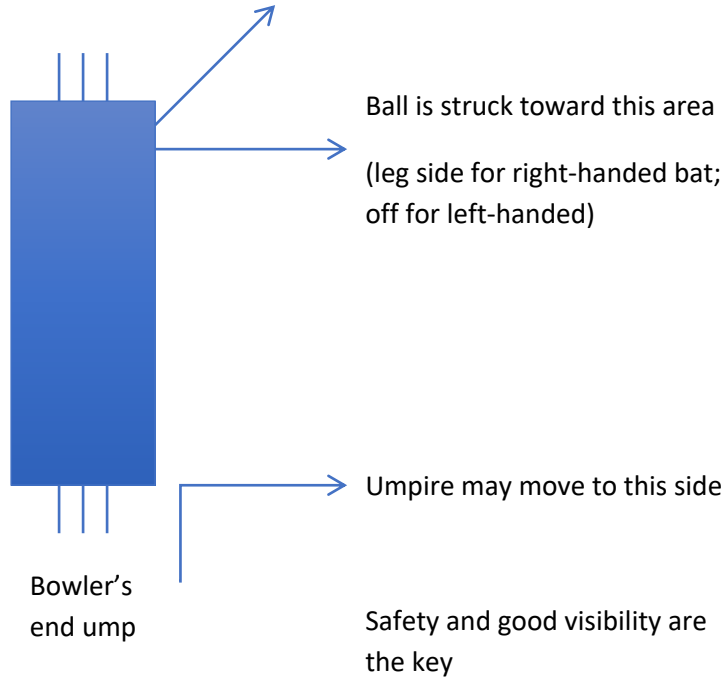 Ball is struck toward this area
(leg side for right-handed bat;
off for left-handed)
Umpire may move to this side
Bowler’s
end ump
Safety and good visibility are
the key